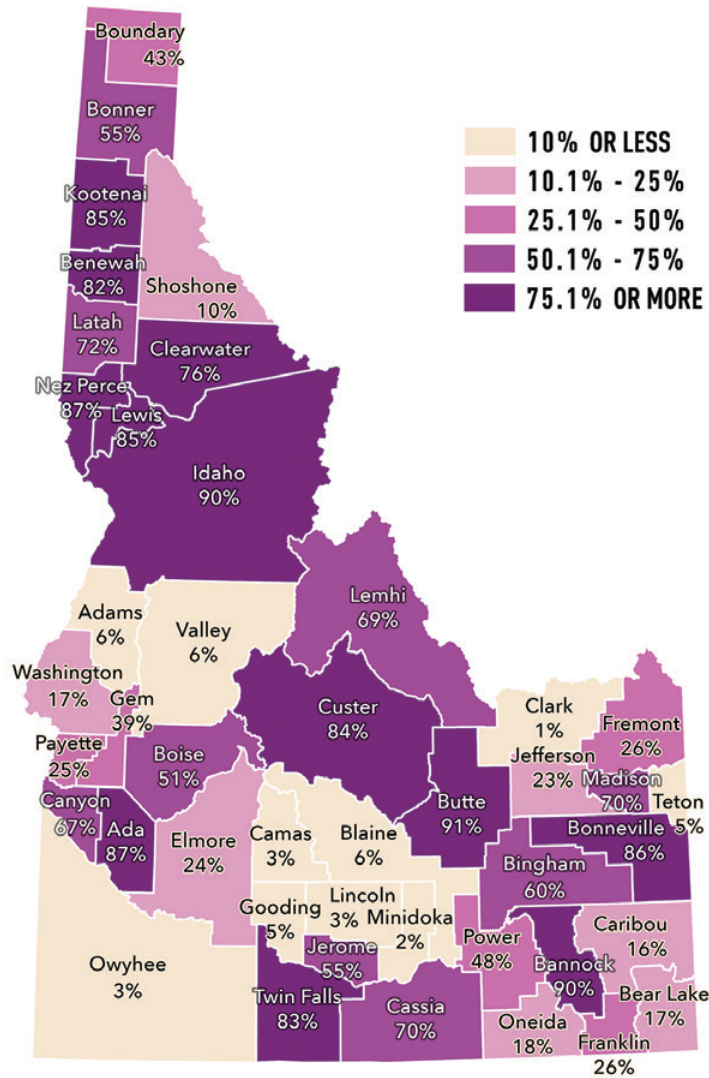 Boundary
43%
Bonner
55%
10% OR LESS
10.1% - 25%
25.1% - 50%
50.1% - 75%
75.1% OR MORE
Kootenai
85%
Benewah
82%
Shoshone
10%
Latah
72%
Clearwater
76%
Nez Perce
87%
Lewis
85%
Idaho
90%
Lemhi
69%
Adams
6%
Valley
6%
Washington
17%
Gem
39%
Custer
84%
Clark
1%
Fremont
26%
Payette
25%
Boise
51%
Jefferson
23%
Madison
70%
Teton
5%
Canyon
67%
Ada
87%
Elmore
24%
Camas
3%
Blaine
6%
Butte
91%
Bonneville
86%
Bingham
60%
Gooding
5%
Lincoln
3%
Minidoka
2%
Jerome
55%
Power
48%
Caribou
16%
Owyhee
3%
Bannock
90%
Twin Falls
83%
Cassia
70%
Bear Lake
17%
Oneida
18%
Franklin
26%